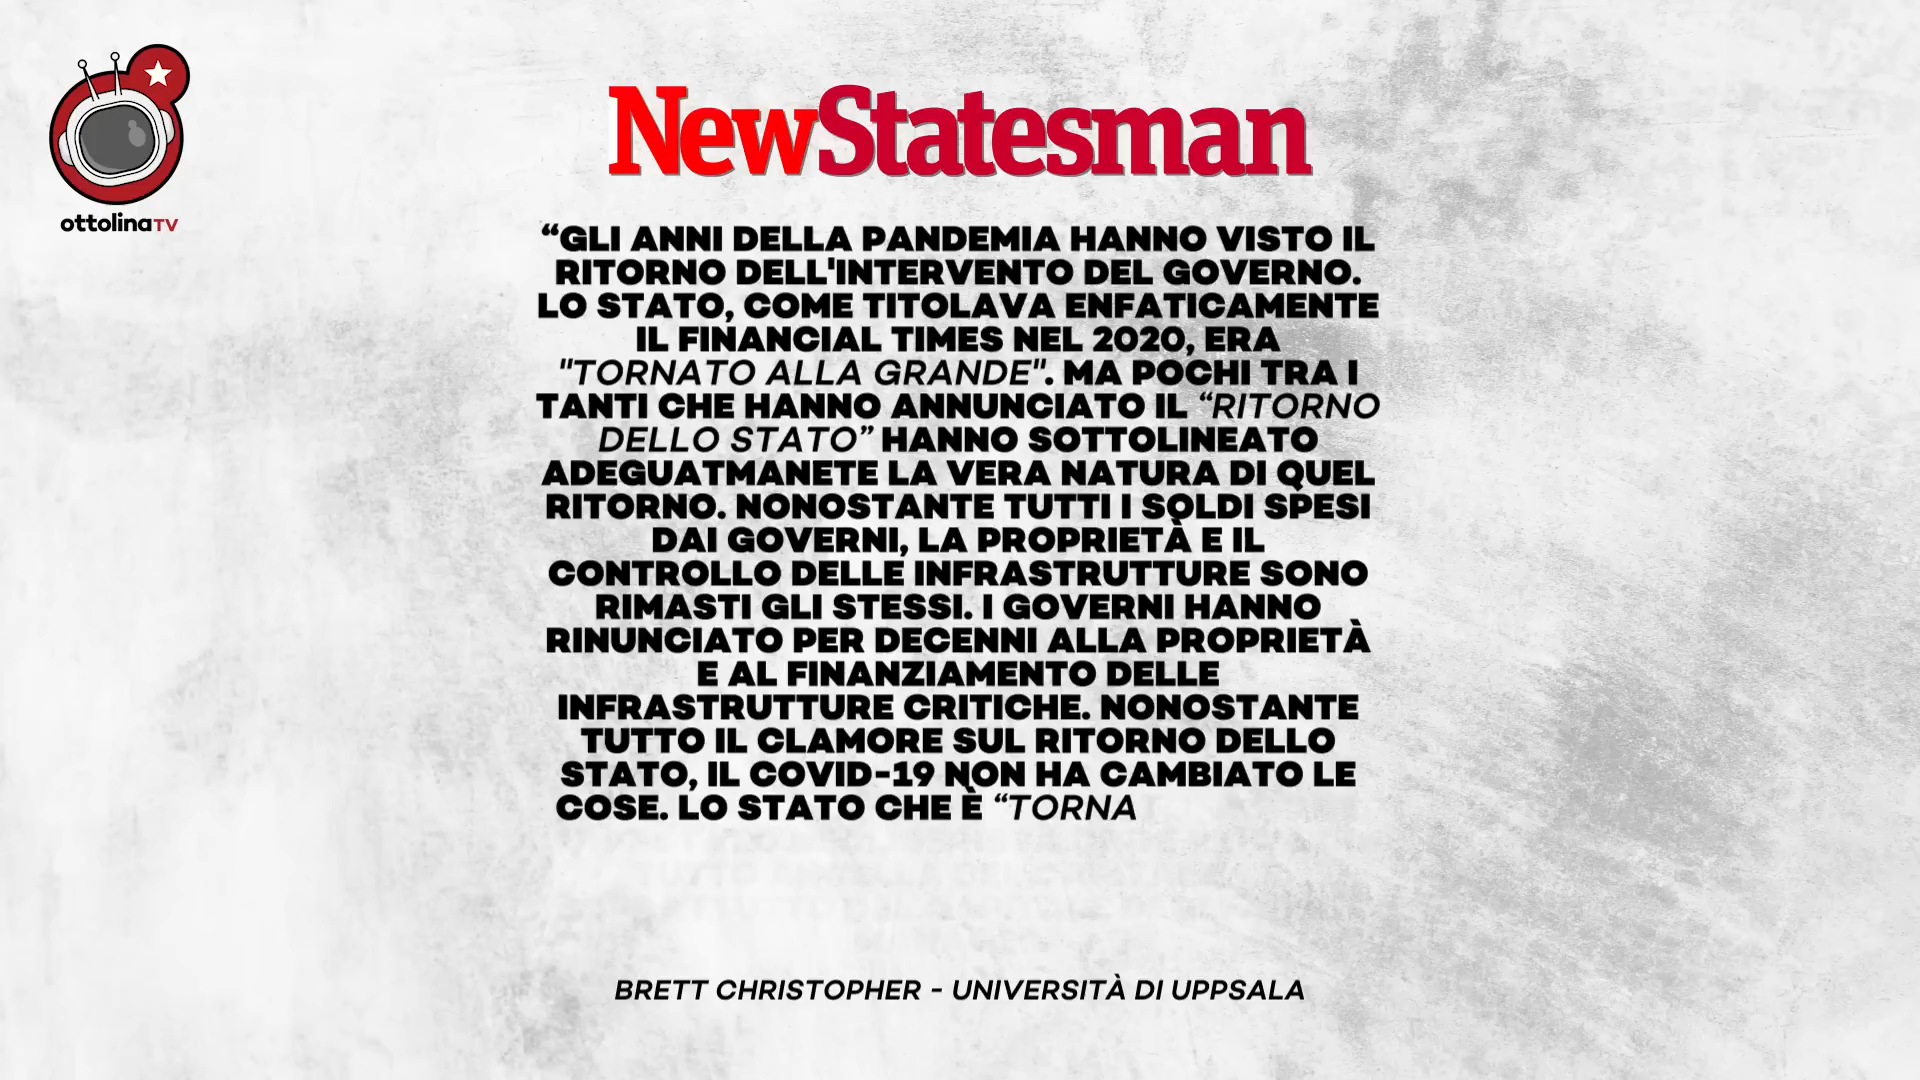 ottolinaTV
NewStatesman
“GLI ANNI DELLA PANDEMIA HANNO VISTO IL
RITORNO DELL'INTERVENTO DEL GOVERNO.
LO STATO, COME TITOLAVA ENFATICAMENTE
IL FINANCIAL TIMES NEL 2020, ERA
"TORNATO ALLA GRANDE". MA POCHI TRA I
TANTI CHE HANNO ANNUNCIATO IL “RITORNO
DELLO STATO” HANNO SOTTOLINEATO
ADEGUATMANETE LA VERA NATURA DI QUEL
RITORNO. NONOSTANTE TUTTI I SOLDI SPESI
DAI GOVERNI, LA PROPRIETÀ E IL
CONTROLLO DELLE INFRASTRUTTURE SONO
RIMASTI GLI STESSI. I GOVERNI HANNO
RINUNCIATO PER DECENNI ALLA PROPRIETÀ
E AL FINANZIAMENTO DELLE
INFRASTRUTTURE CRITICHE. NONOSTANTE
TUTTO IL CLAMORE SUL RITORNO DELLO
STATO, IL COVID-19 NON HA CAMBIATO LE
COSE. LO STATO CHE È “TORNA
BRETT CHRISTOPHER - UNIVERSITÀ DI UPPSALA